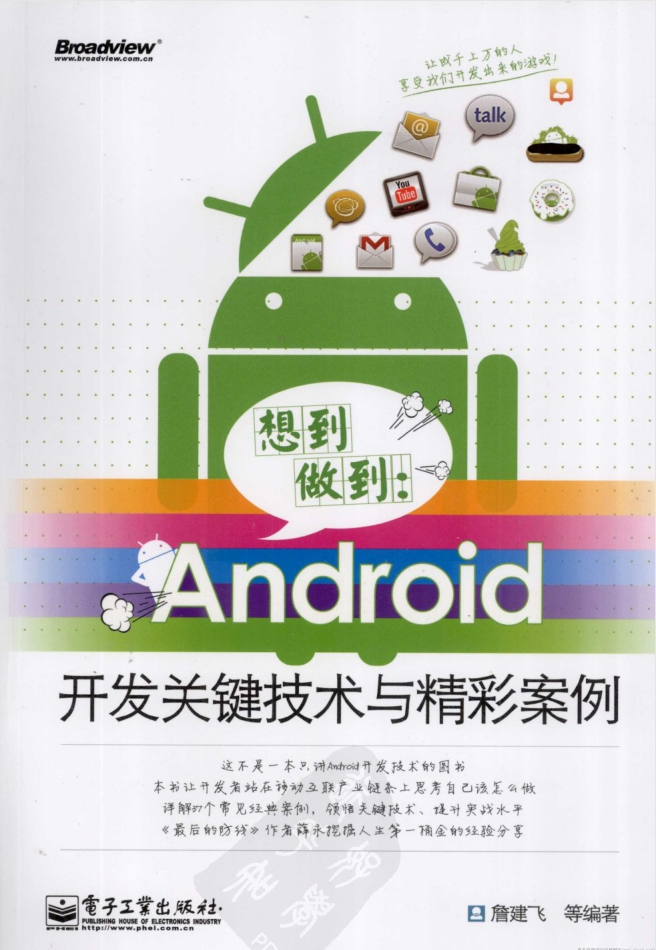 Broadview®
www.broadview.com.cn
让成千上万的人
享受我们开发出来的游戏!
@
talk
You
Tube
想到
做到:
Android
开发关键技术与精彩案例
这不是一本只讲Android开发技术的图书
本书让开发者站在移动互联产业链条上思考自己该怎么做
详解37个常见经典案例，领悟关键技术、提升实战水平
《最后的防线》作者薛永挖掘人生第一桶金的经验分享
電子工業出版社·
PUBLISHING HOUSE OF ELECTRONICS INDUSTRY
http://www.phei.com.cn
PHEI
詹建飞 等编著